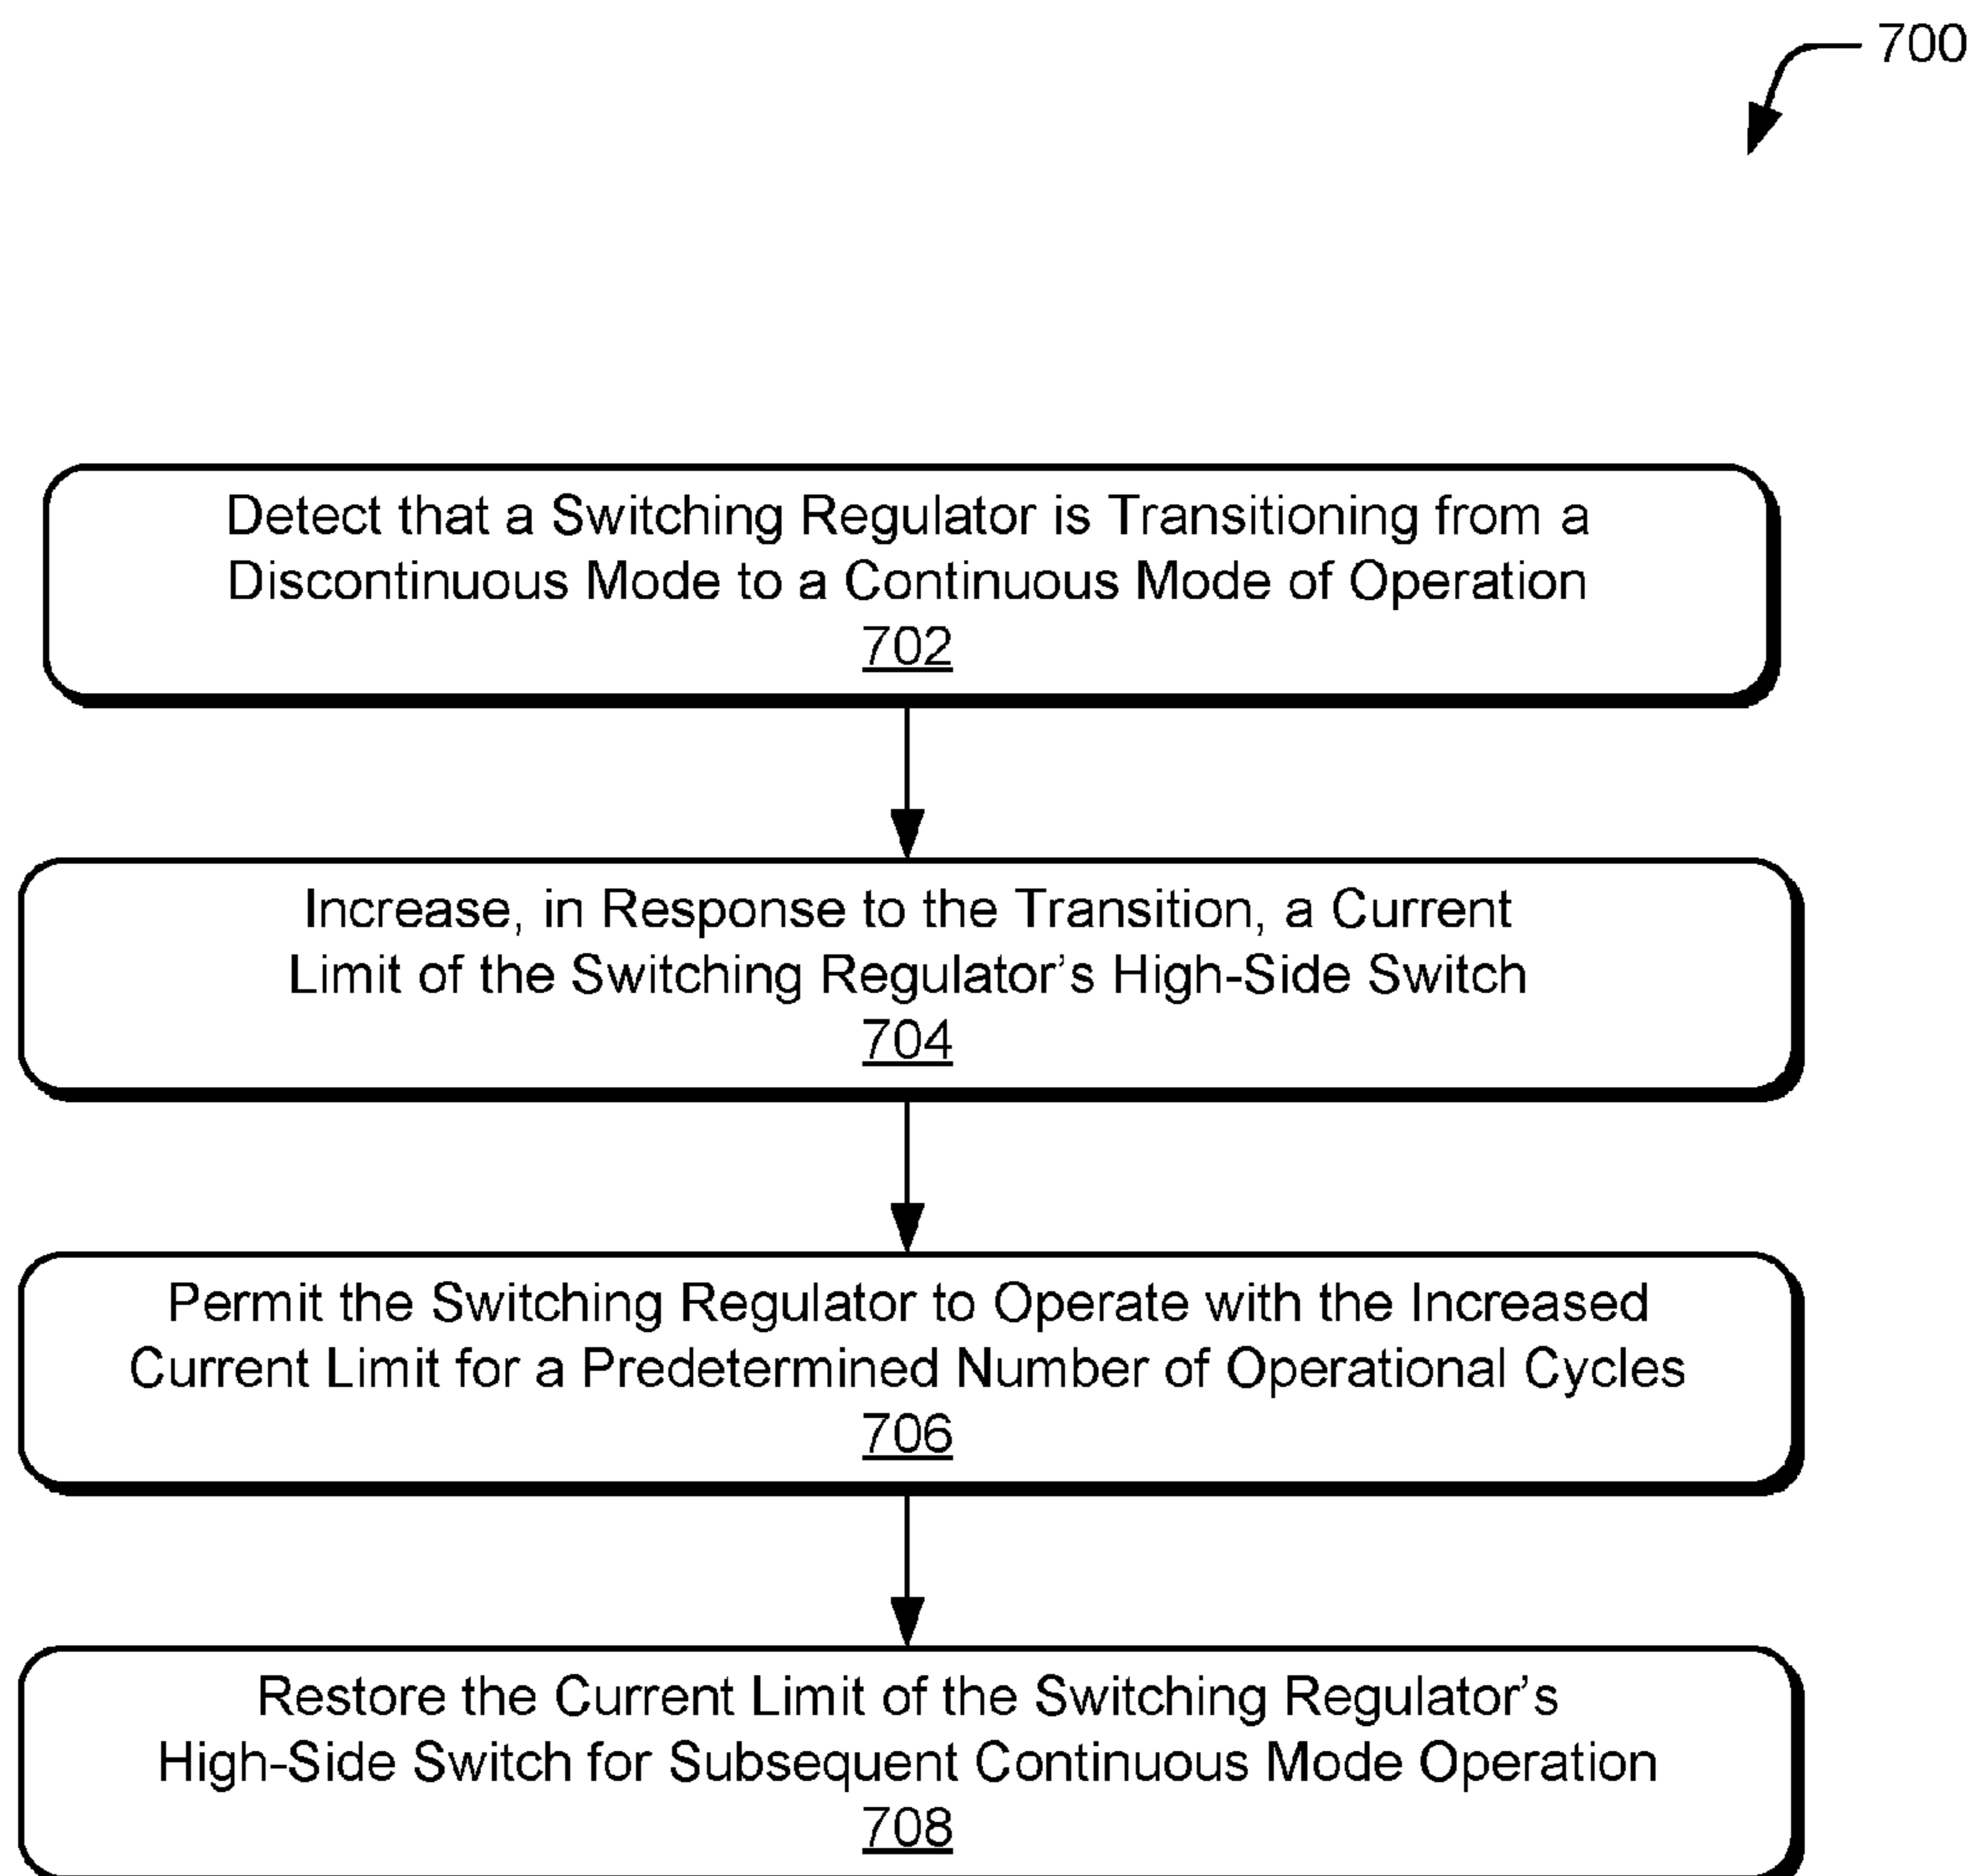 700
Detect that a Switching Regulator is Transitioning from a
Discontinuous Mode to a Continuous Mode of Operation
702
Increase, in Response to the Transition, a Current
Limit of the Switching Regulator’s High-Side Switch
704
Permit the Switching Regulator to Operate with the Increased
Current Limit for a Predetermined Number of Operational Cycles
706
Restore the Current Limit of the Switching Regulator’s
High-Side Switch for Subsequent Continuous Mode Operation
708